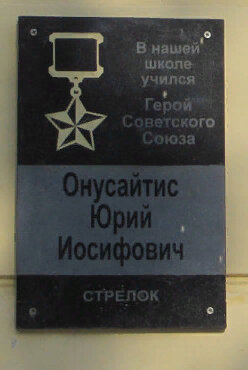 В нашей
школе
учился
Герой
Советского
Союза
Онусайтис
Юрий
Иосифович
СТРЕЛОК